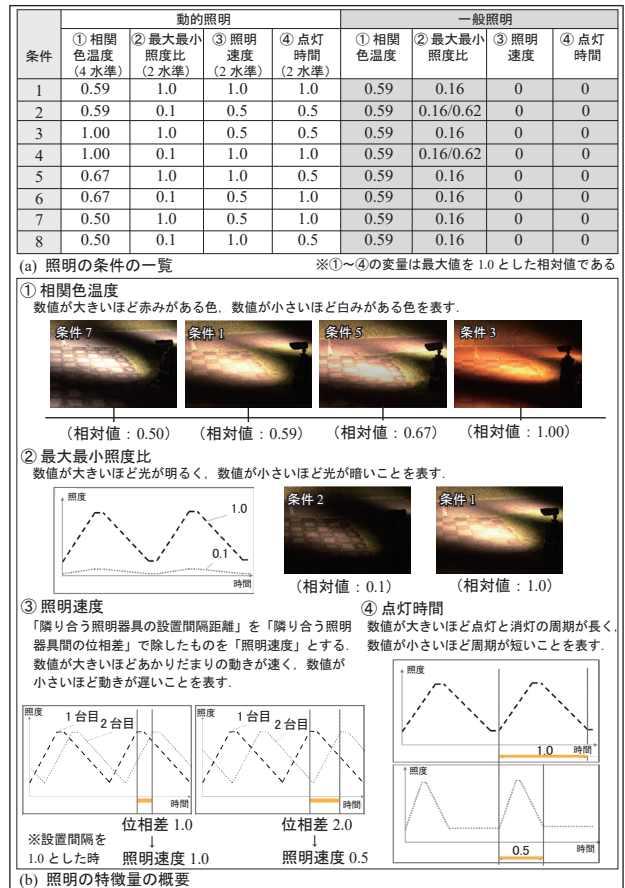 動的照明 一般照明
条件 ① 相関色温度（4 水準） ② 最大最小照度比（2 水準） ③ 照明速度（2 水準） ④ 点灯時間（2 水準） ① 相関色温度 ② 最大最小照度比 ③ 照明速度 ④ 点灯時間
1 0.59 1.0 1.0 1.0 0.59 0.16 0 0
2 0.59 0.1 0.5 0.5 0.59 0.16/0.62 0 0
3 1.00 1.0 0.5 0.5 0.59 0.16 0 0
4 1.00 0.1 1.0 1.0 0.59 0.16/0.62 0 0
5 0.67 1.0 1.0 0.5 0.59 0.16 0 0
6 0.67 0.1 0.5 1.0 0.59 0.16 0 0
7 0.50 1.0 0.5 1.0 0.59 0.16 0 0
8 0.50 0.1 1.0 0.5 0.59 0.16 0 0
(a) 照明の条件の一覧 ※①～④の変量は最大値を 1.0 とした相対値である
① 相関色温度
数値が大きいほど赤みがある色，数値が小さいほど白みがある色を表す．
条件 7 条件 1 条件 5 条件 3
（相対値：0.50） （相対値：0.59） （相対値：0.67） （相対値：1.00）
② 最大最小照度比
数値が大きいほど光が明るく，数値が小さいほど光が暗いことを表す．
照度
1.0
0.1
時間
条件 2 条件 1
（相対値：0.1） （相対値：1.0）
③ 照明速度
「隣り合う照明器具の設置間隔距離」を「隣り合う照明
器具間の位相差」で除したものを「照明速度」とする．
数値が大きいほどあかりだまりの動きが速く，数値が
小さいほど動きが遅いことを表す．
照度 1 台目 2 台目 時間
照度 1 台目 2 台目 時間
位相差 1.0 位相差 2.0
↓ ↓
※設置間隔を
1.0 とした時
照明速度 1.0 照明速度 0.5
④ 点灯時間
数値が大きいほど点灯と消灯の周期が長く，
数値が小さいほど周期が短いことを表す．
照度
1.0 時間
照度
0.5 時間
(b) 照明の特徴量の概要